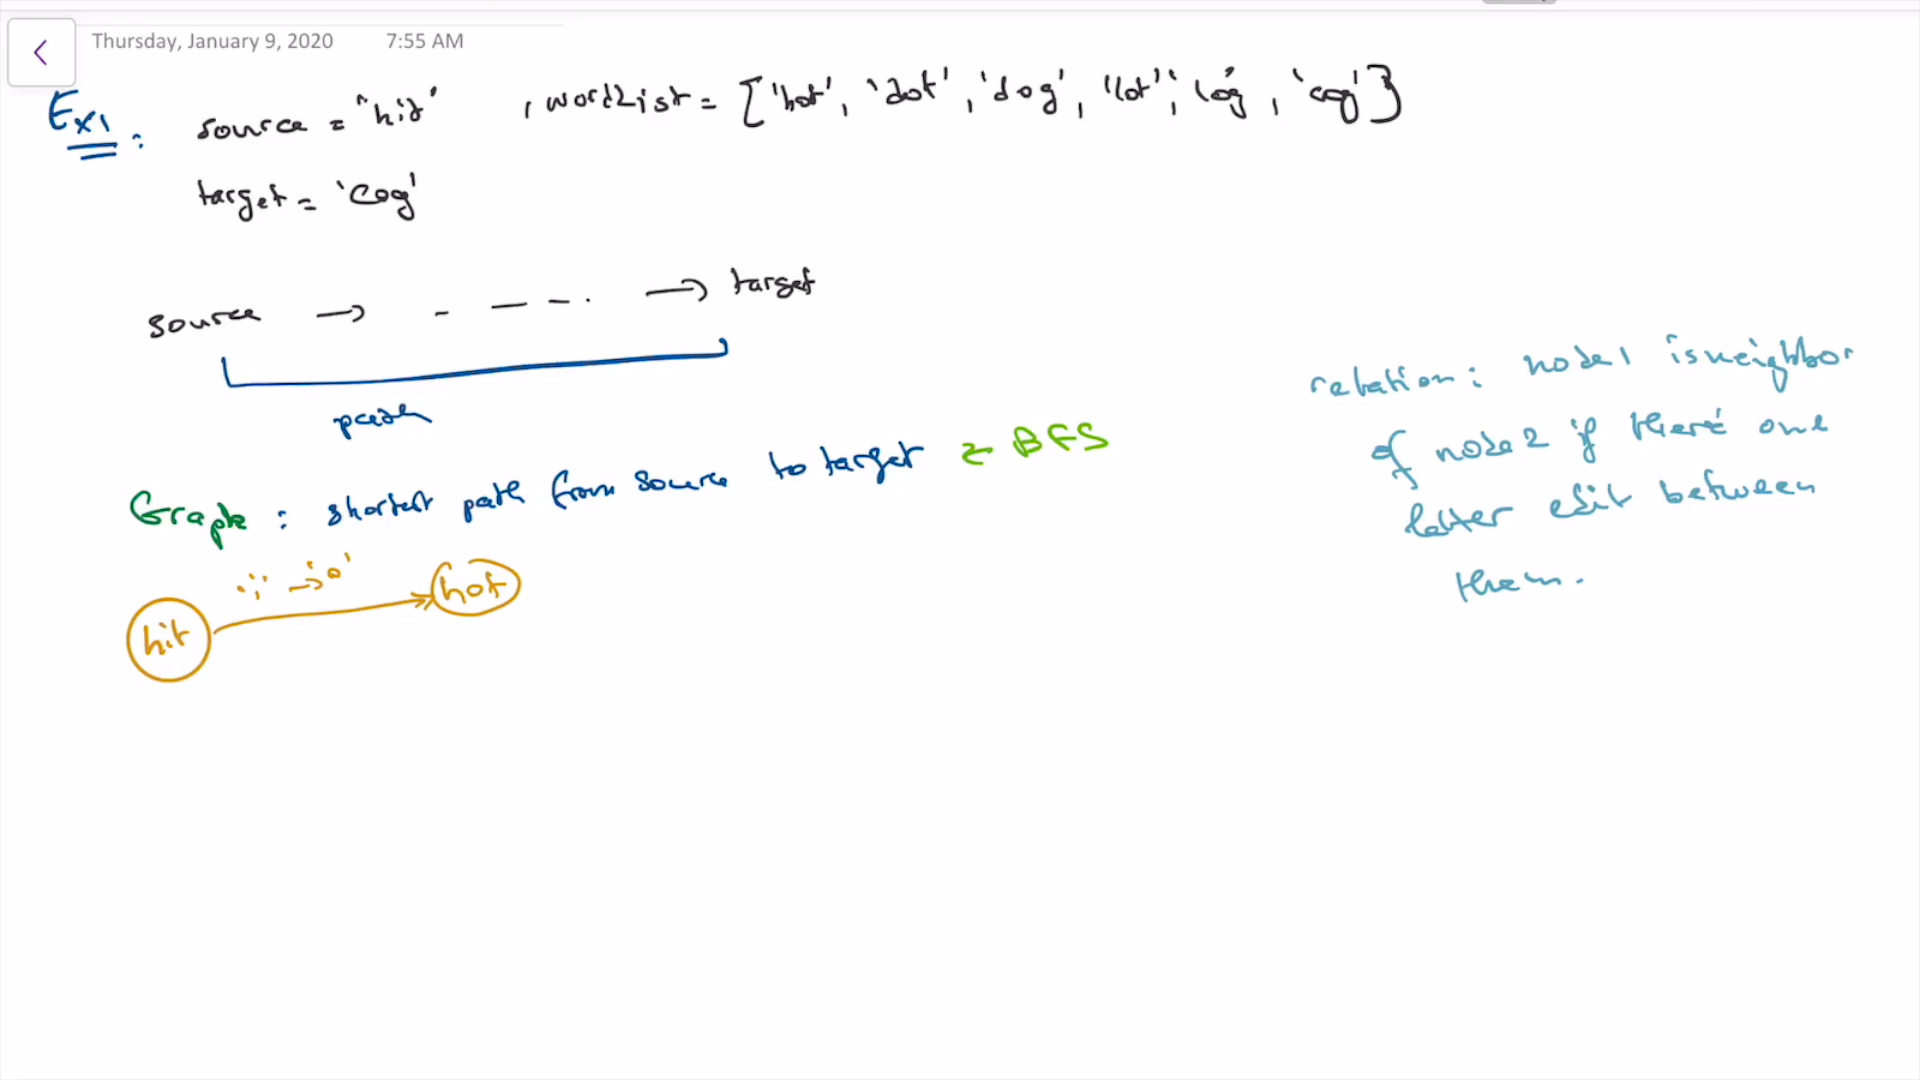 Thursday, January 9, 2020 7:55 AM
Ex1 : source = "hit" , wordList = ['hot', 'dot', 'dog', 'lot', 'log', 'cog']
target = 'cog'
source → - — - . → target
path
relation: node1 is neighbor
of node2 if there's one
letter edit between
them.
Graph : shortest path from source to target ← BFS
'i' → 'o'
hit
hot